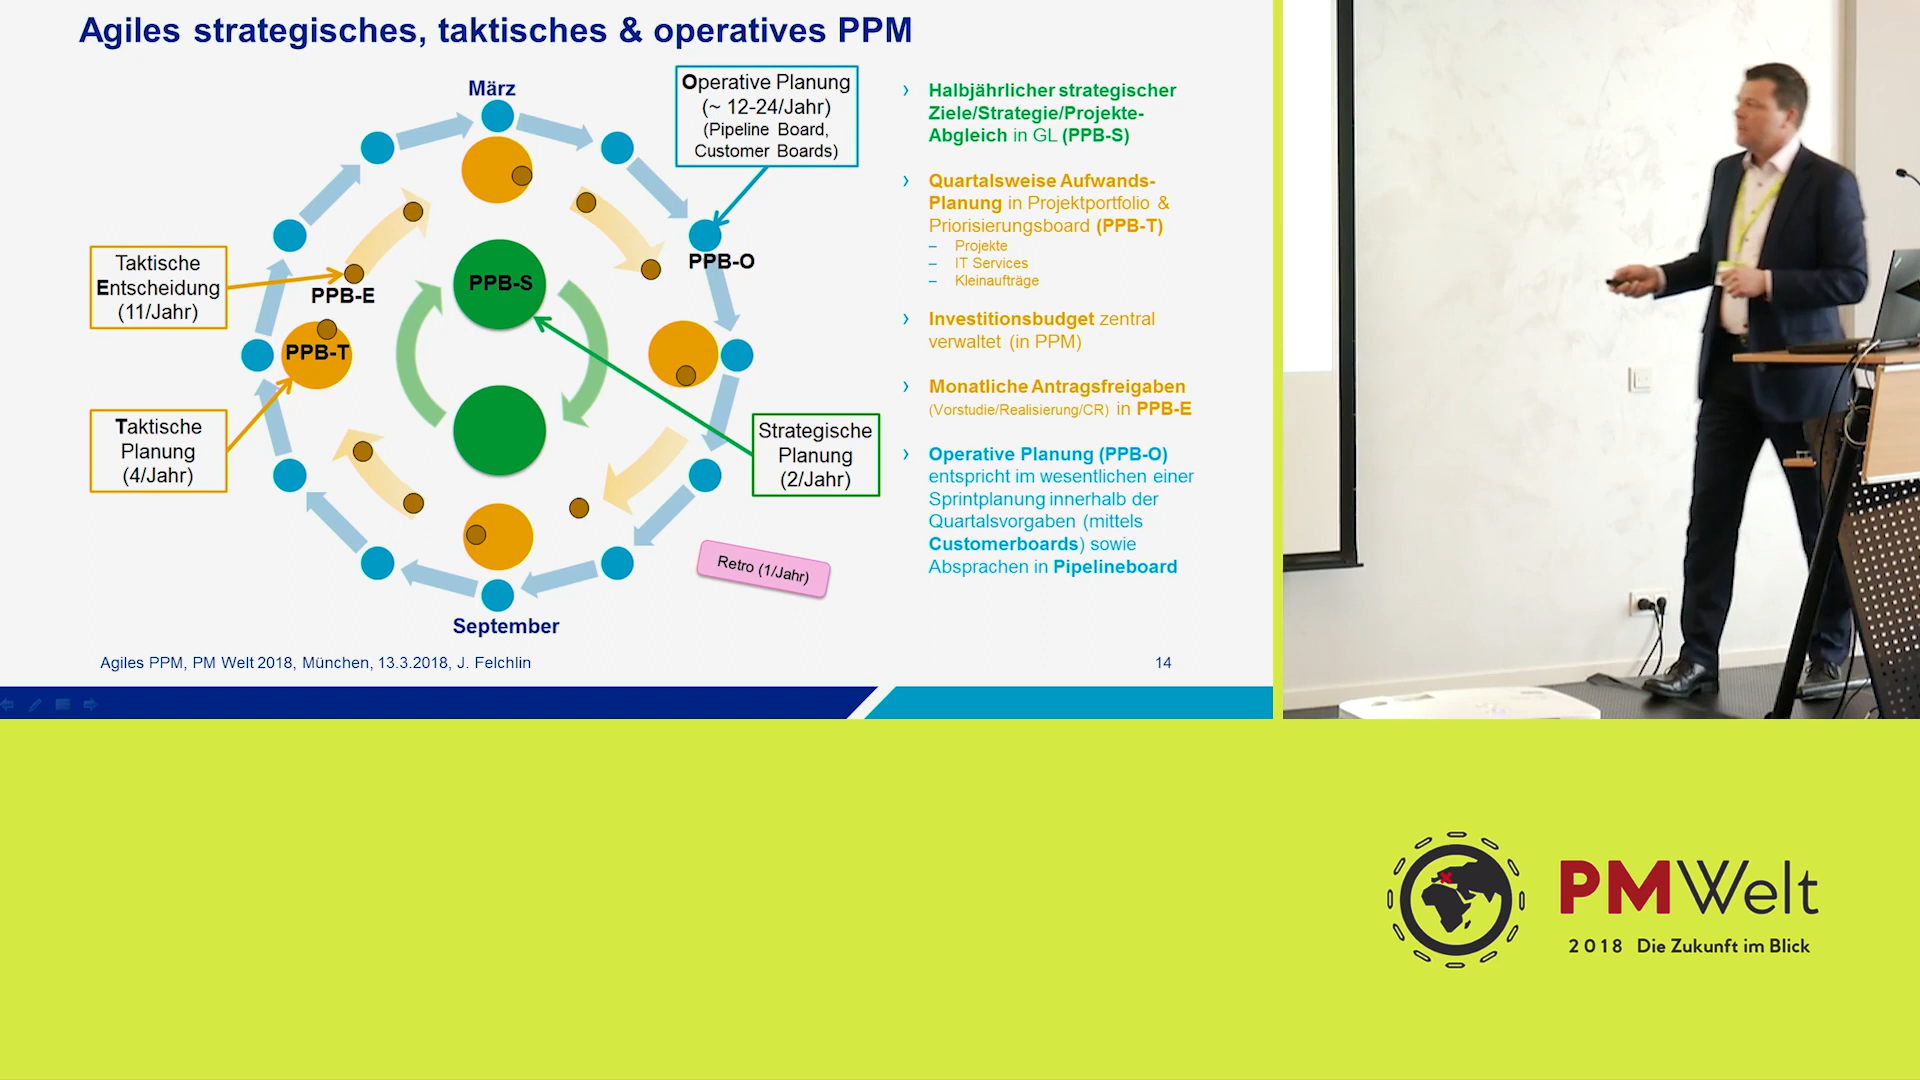 Agiles strategisches, taktisches & operatives PPM
März
Operative Planung
(~ 12-24/Jahr)
(Pipeline Board,
Customer Boards)
PPB-O
Taktische
Entscheidung
(11/Jahr)
PPB-E
PPB-S
PPB-T
Taktische
Planung
(4/Jahr)
Strategische
Planung
(2/Jahr)
Retro (1/Jahr)
September
› Halbjährlicher strategischer
Ziele/Strategie/Projekte-
Abgleich in GL (PPB-S)
› Quartalsweise Aufwands-
Planung in Projektportfolio &
Priorisierungsboard (PPB-T)
– Projekte
– IT Services
– Kleinaufträge
› Investitionsbudget zentral
verwaltet (in PPM)
› Monatliche Antragsfreigaben
(Vorstudie/Realisierung/CR) in PPB-E
› Operative Planung (PPB-O)
entspricht im wesentlichen einer
Sprintplanung innerhalb der
Quartalsvorgaben (mittels
Customerboards) sowie
Absprachen in Pipelineboard
Agiles PPM, PM Welt 2018, München, 13.3.2018, J. Felchlin
14
PMWelt
2018 Die Zukunft im Blick